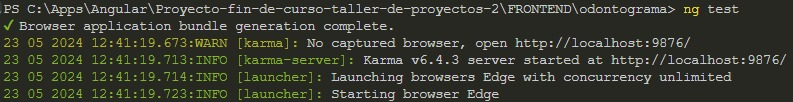 PS C:\Apps\Angular\Proyecto-fin-de-curso-taller-de-proyectos-2\FRONTEND\odontograma> ng test
✓ Browser application bundle generation complete.
23 05 2024 12:41:19.673:WARN [karma]: No captured browser, open http://localhost:9876/
23 05 2024 12:41:19.713:INFO [karma-server]: Karma v6.4.3 server started at http://localhost:9876/
23 05 2024 12:41:19.714:INFO [launcher]: Launching browsers Edge with concurrency unlimited
23 05 2024 12:41:19.723:INFO [launcher]: Starting browser Edge